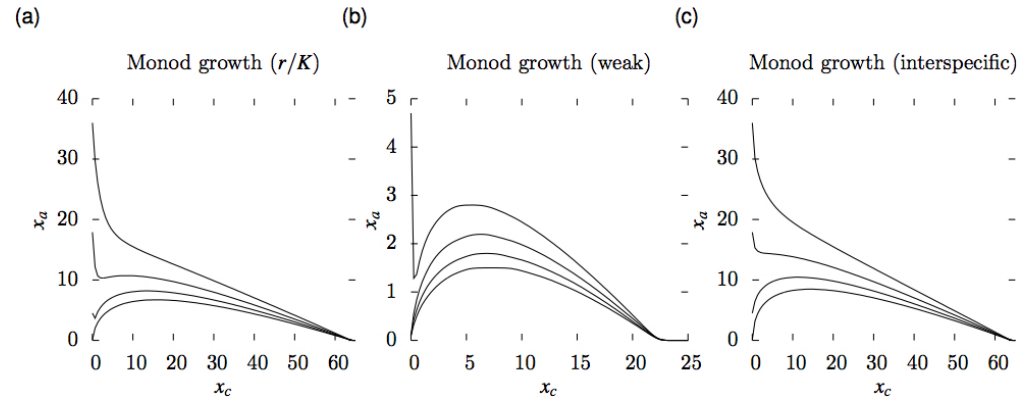 (a)
Monod growth (r/K)
40
30
20
10
0
x_a
0 10 20 30 40 50 60
x_c
(b)
Monod growth (weak)
5
4
3
2
1
0
x_a
0 5 10 15 20 25
x_c
(c)
Monod growth (interspecific)
40
30
20
10
0
x_a
0 10 20 30 40 50 60
x_c